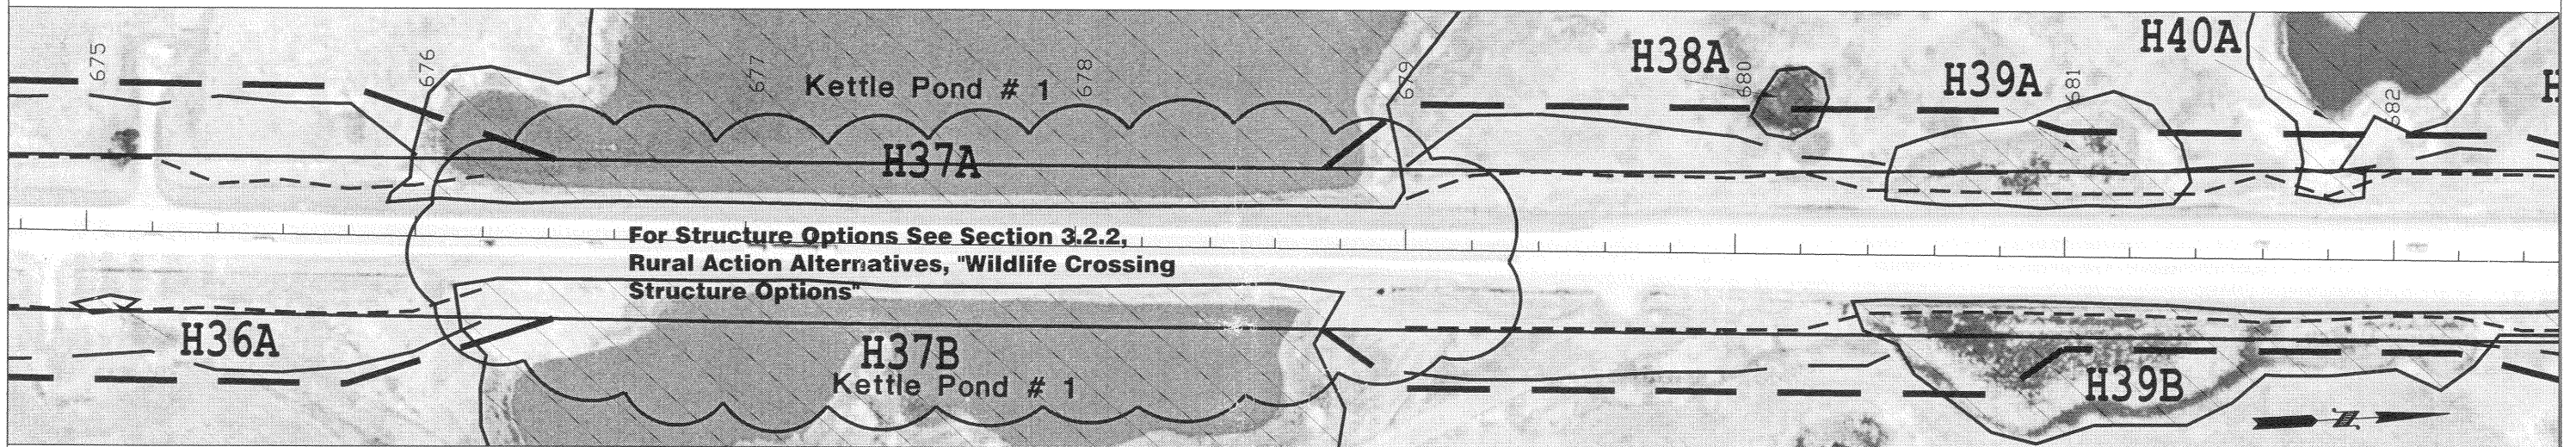 675
676
677
678
679
680
681
682
Kettle Pond # 1
H38A
H39A
H40A
H
H37A
For Structure Options See Section 3.2.2,
Rural Action Alternatives, "Wildlife Crossing
Structure Options"
H36A
H37B
Kettle Pond # 1
H39B
N